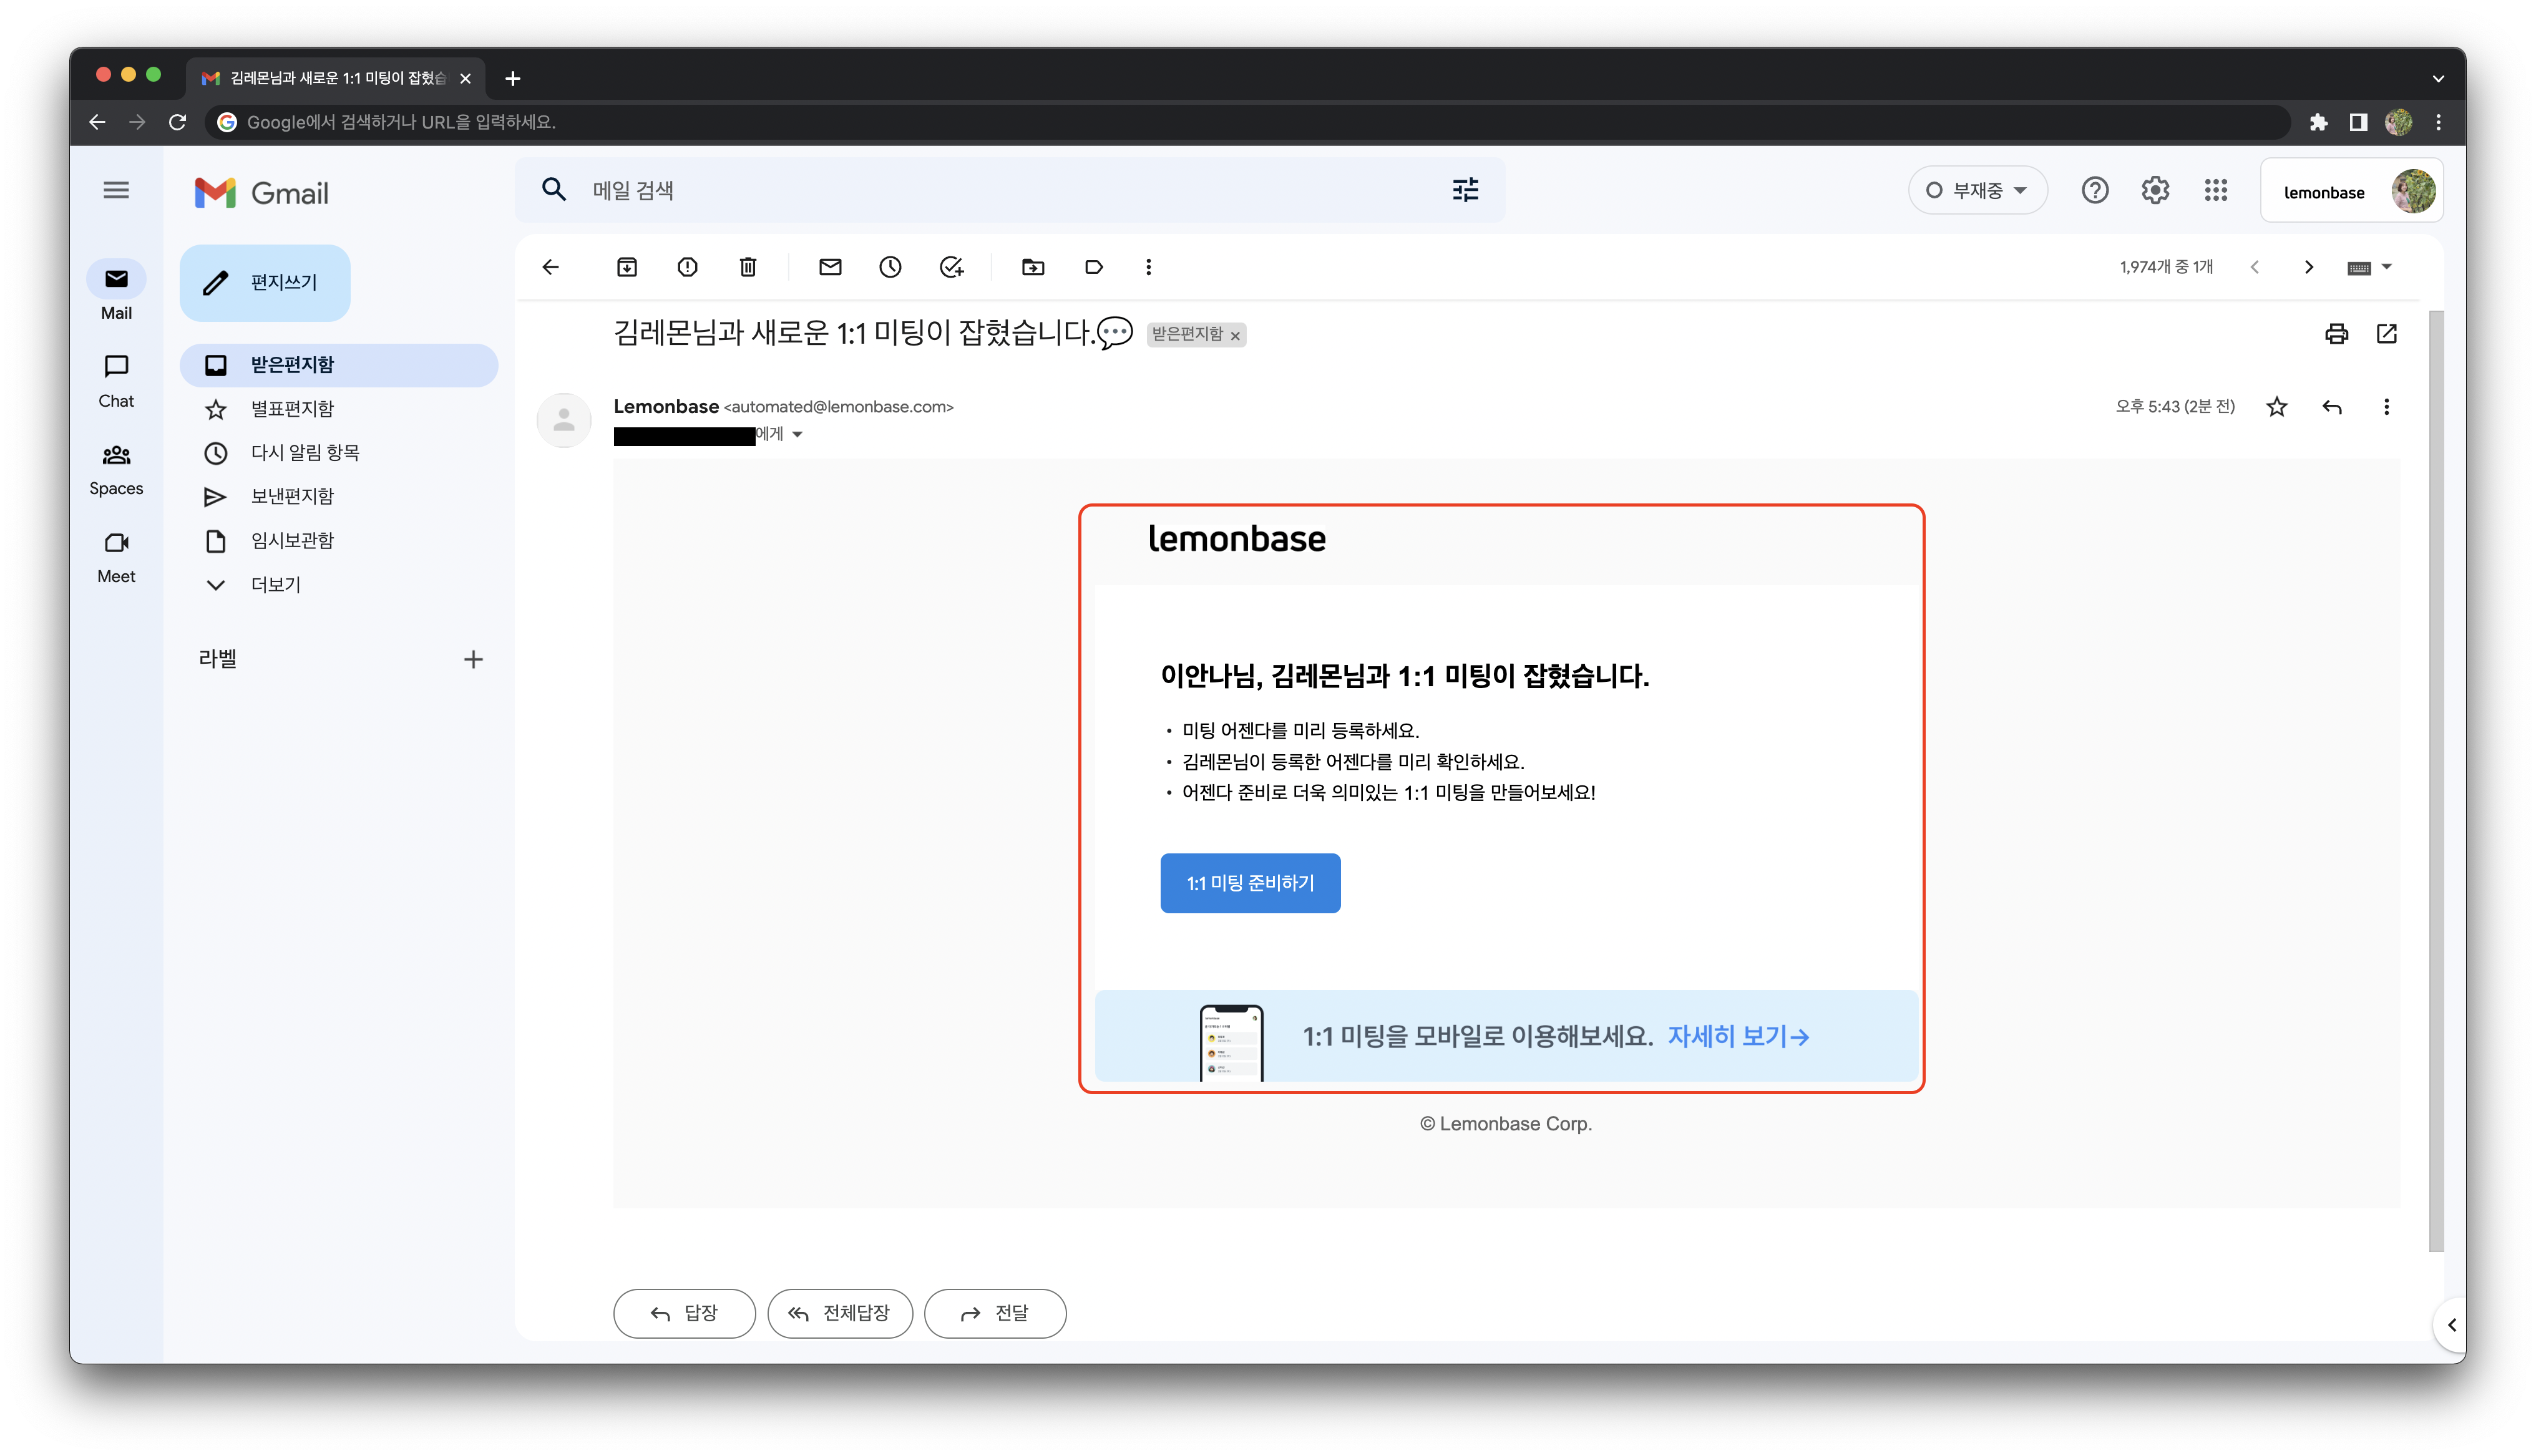 김레몬님과 새로운 1:1 미팅이 잡혔습
Google에서 검색하거나 URL을 입력하세요.
Gmail
메일 검색
부재중
lemonbase
편지쓰기
Mail
Chat
Spaces
Meet
받은편지함
별표편지함
다시 알림 항목
보낸편지함
임시보관함
더보기
라벨
1,974개 중 1개
김레몬님과 새로운 1:1 미팅이 잡혔습니다.💬 받은편지함 x
Lemonbase <automated@lemonbase.com>
오후 5:43 (2분 전)
에게
lemonbase
이안나님, 김레몬님과 1:1 미팅이 잡혔습니다.
• 미팅 어젠다를 미리 등록하세요.
• 김레몬님이 등록한 어젠다를 미리 확인하세요.
• 어젠다 준비로 더욱 의미있는 1:1 미팅을 만들어보세요!
1:1 미팅 준비하기
1:1 미팅을 모바일로 이용해보세요. 자세히 보기→
© Lemonbase Corp.
답장
전체답장
전달